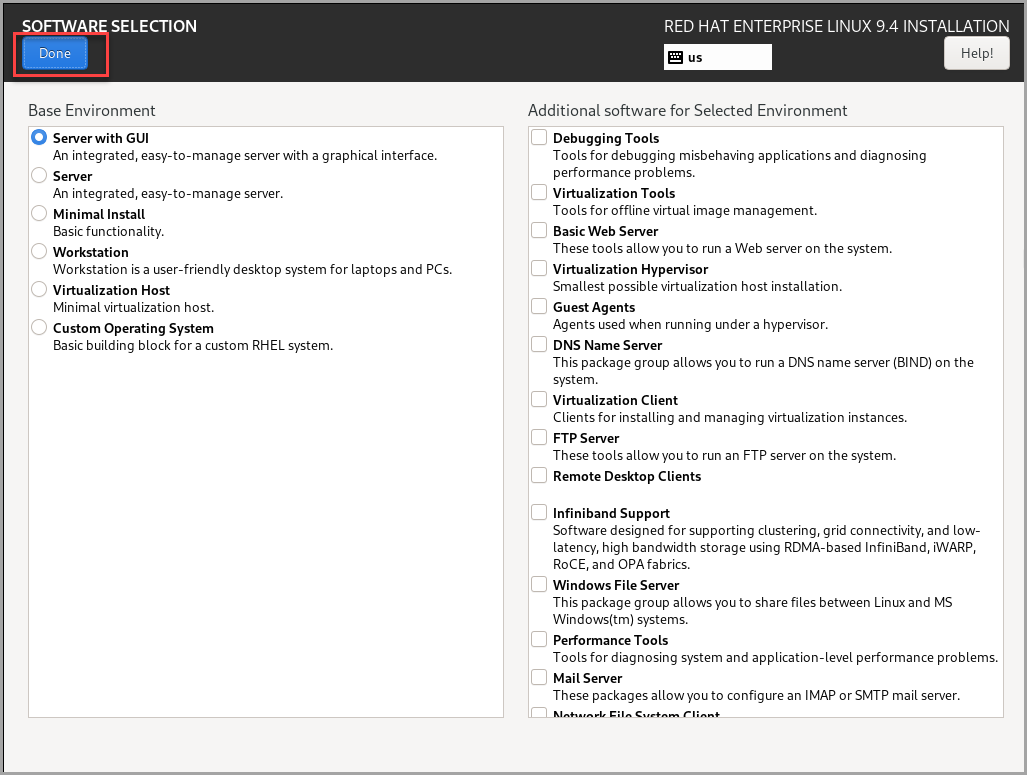 SOFTWARE SELECTION
RED HAT ENTERPRISE LINUX 9.4 INSTALLATION
Done
us
Help!
Base Environment
Server with GUI
An integrated, easy-to-manage server with a graphical interface.
Server
An integrated, easy-to-manage server.
Minimal Install
Basic functionality.
Workstation
Workstation is a user-friendly desktop system for laptops and PCs.
Virtualization Host
Minimal virtualization host.
Custom Operating System
Basic building block for a custom RHEL system.
Additional software for Selected Environment
Debugging Tools
Tools for debugging misbehaving applications and diagnosing
performance problems.
Virtualization Tools
Tools for offline virtual image management.
Basic Web Server
These tools allow you to run a Web server on the system.
Virtualization Hypervisor
Smallest possible virtualization host installation.
Guest Agents
Agents used when running under a hypervisor.
DNS Name Server
This package group allows you to run a DNS name server (BIND) on the
system.
Virtualization Client
Clients for installing and managing virtualization instances.
FTP Server
These tools allow you to run an FTP server on the system.
Remote Desktop Clients
Infiniband Support
Software designed for supporting clustering, grid connectivity, and low-
latency, high bandwidth storage using RDMA-based InfiniBand, iWARP,
RoCE, and OPA fabrics.
Windows File Server
This package group allows you to share files between Linux and MS
Windows(tm) systems.
Performance Tools
Tools for diagnosing system and application-level performance problems.
Mail Server
These packages allow you to configure an IMAP or SMTP mail server.
Network File System Client